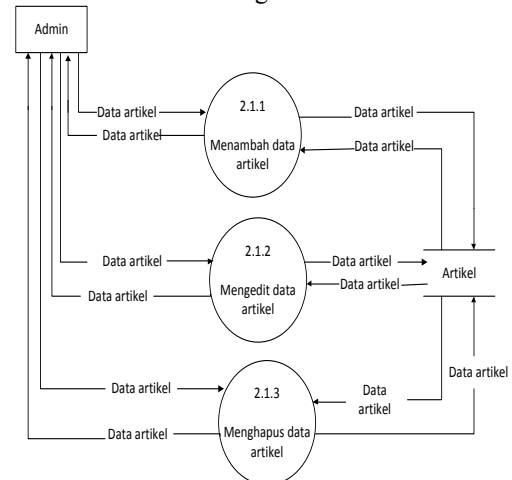 Admin
2.1.1
Menambah data
artikel
Data artikel
Data artikel
Data artikel
Data artikel
2.1.2
Mengedit data
artikel
Data artikel
Data artikel
Data artikel
Data artikel
Artikel
2.1.3
Menghapus data
artikel
Data artikel
Data artikel
Data
artikel
Data artikel